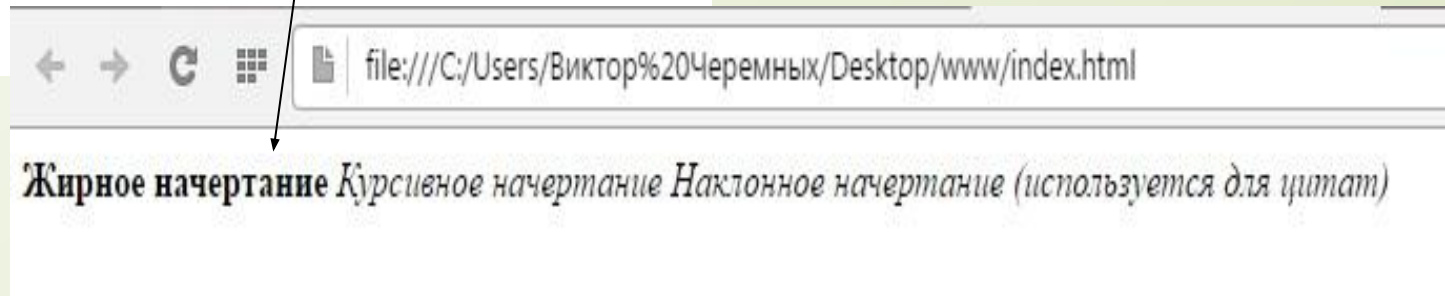 file:///C:/Users/Виктор%20Черемных/Desktop/www/index.html
Жирное начертание Курсивное начертание Наклонное начертание (используется для цитат)